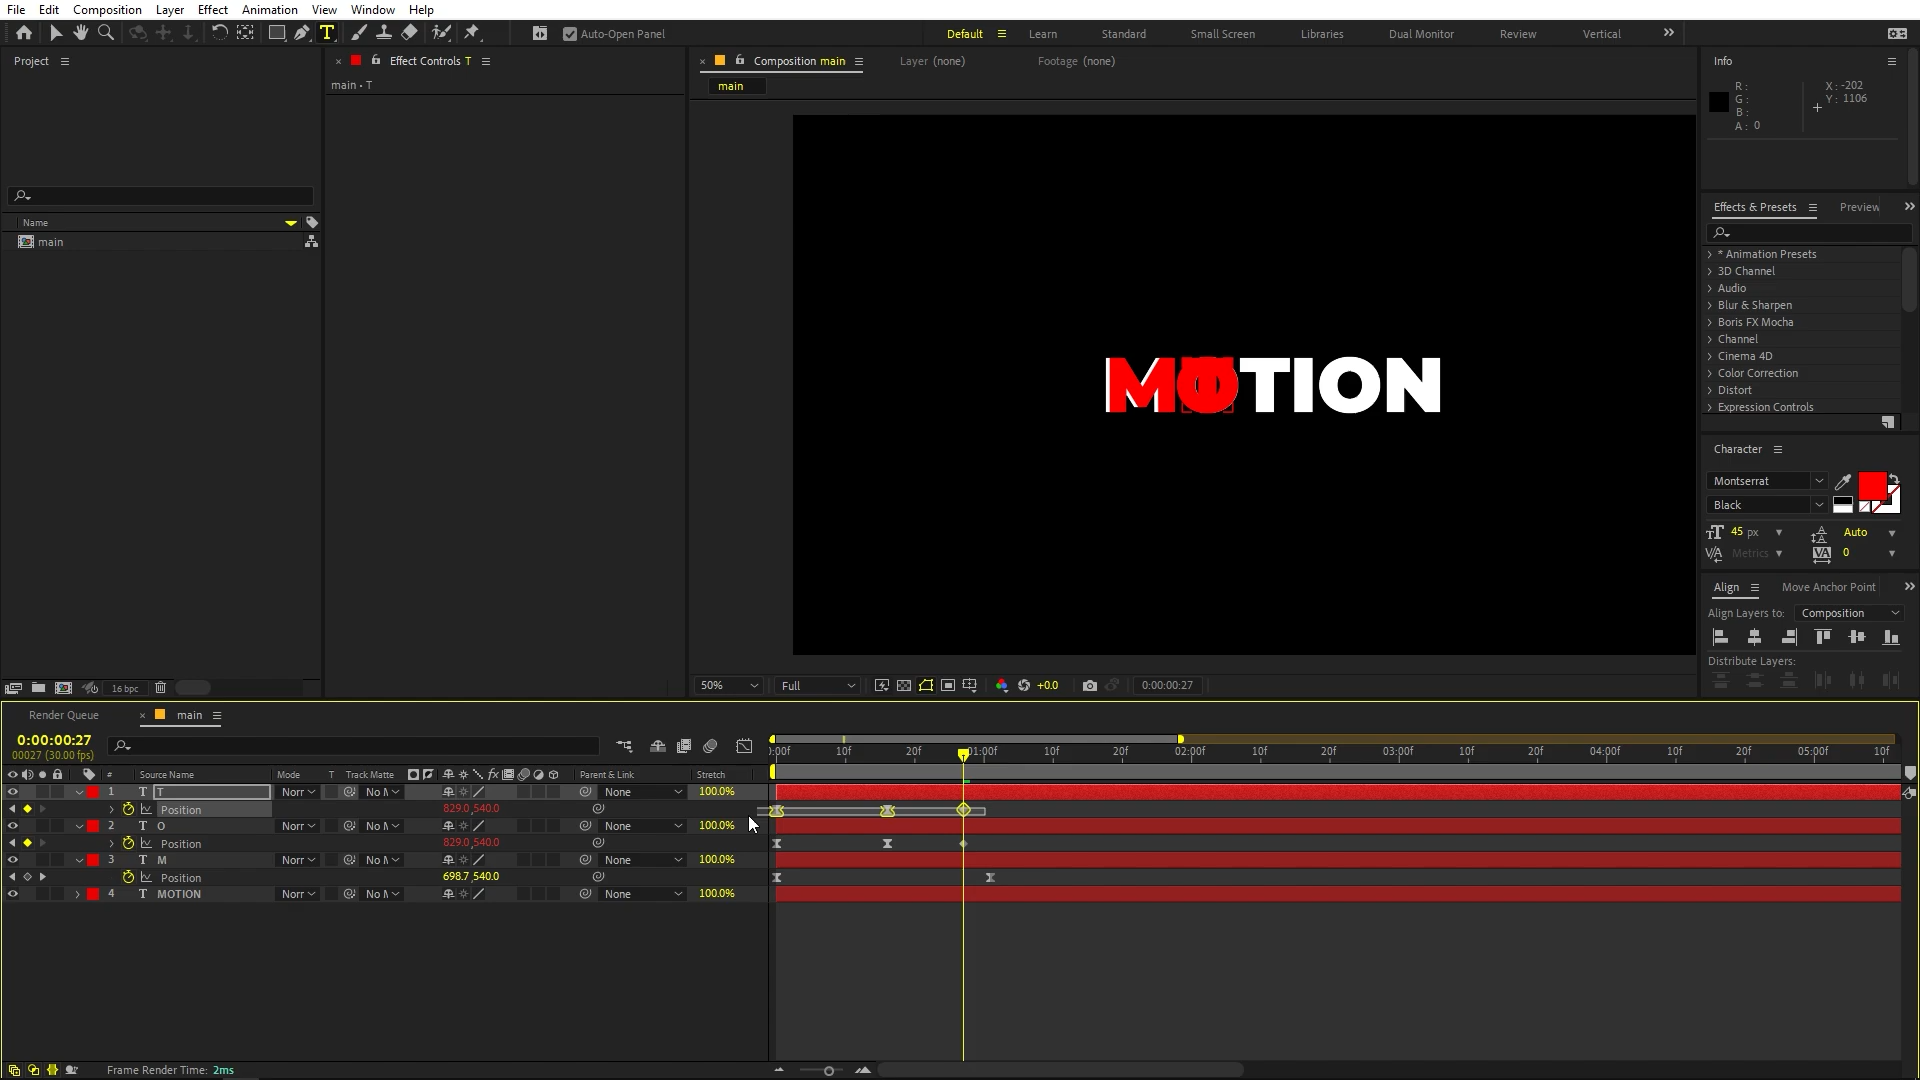 File Edit Composition Layer Effect Animation View Window Help
Auto-Open Panel Default Learn Standard Small Screen Libraries Dual Monitor Review Vertical
Project
Effect Controls T
Composition main Layer (none) Footage (none)
Info
main • T
main
R: X: -202
G: Y: 1106
B:
A: 0
Name
main
Effects & Presets Preview
* Animation Presets
3D Channel
Audio
Blur & Sharpen
Boris FX Mocha
Channel
Cinema 4D
Color Correction
Distort
Expression Controls
MOTION
Character
Montserrat
Black
45 px Auto
Metrics 0
Align Move Anchor Point
Align Layers to: Composition
Distribute Layers:
16 bpc
50% Full +0.0 0:00:00:27
Render Queue main
0:00:00:27
00027 (30.00 fps)
0:00f 10f 20f 01:00f 10f 20f 02:00f 10f 20f 03:00f 10f 20f 04:00f 10f 20f 05:00f 10f
# Source Name Mode T Track Matte fx Parent & Link Stretch
1 T T Norr No M None 100.0%
Position 829.0,540.0
2 T O Norr No M None 100.0%
Position 829.0,540.0
3 T M Norr No M None 100.0%
Position 698.7,540.0
4 T MOTION Norr No M None 100.0%
Frame Render Time: 2ms